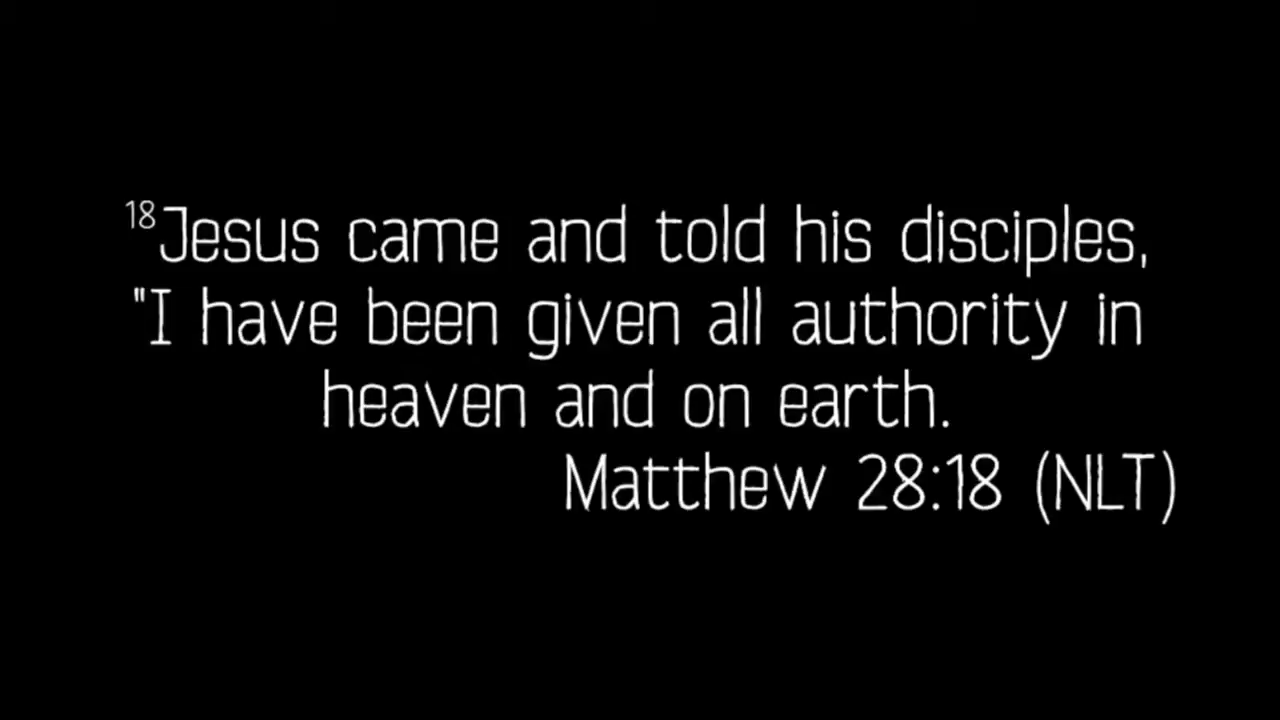 18Jesus came and told his disciples,
"I have been given all authority in
heaven and on earth.
Matthew 28:18 (NLT)